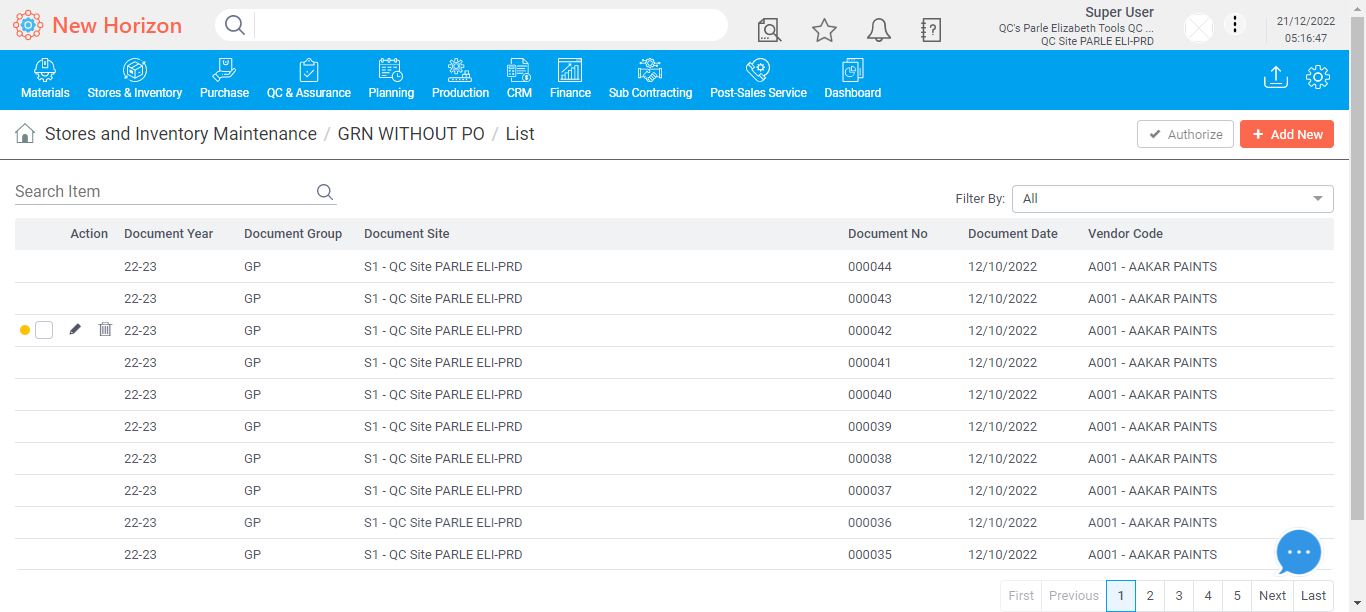 New Horizon
Super User
QC's Parle Elizabeth Tools QC ...
QC Site PARLE ELI-PRD
21/12/2022
05:16:47
Materials Stores & Inventory Purchase QC & Assurance Planning Production CRM Finance Sub Contracting Post-Sales Service Dashboard
Stores and Inventory Maintenance / GRN WITHOUT PO / List
Authorize + Add New
Search Item
Filter By: All
Action Document Year Document Group Document Site Document No Document Date Vendor Code
22-23 GP S1 - QC Site PARLE ELI-PRD 000044 12/10/2022 A001 - AAKAR PAINTS
22-23 GP S1 - QC Site PARLE ELI-PRD 000043 12/10/2022 A001 - AAKAR PAINTS
22-23 GP S1 - QC Site PARLE ELI-PRD 000042 12/10/2022 A001 - AAKAR PAINTS
22-23 GP S1 - QC Site PARLE ELI-PRD 000041 12/10/2022 A001 - AAKAR PAINTS
22-23 GP S1 - QC Site PARLE ELI-PRD 000040 12/10/2022 A001 - AAKAR PAINTS
22-23 GP S1 - QC Site PARLE ELI-PRD 000039 12/10/2022 A001 - AAKAR PAINTS
22-23 GP S1 - QC Site PARLE ELI-PRD 000038 12/10/2022 A001 - AAKAR PAINTS
22-23 GP S1 - QC Site PARLE ELI-PRD 000037 12/10/2022 A001 - AAKAR PAINTS
22-23 GP S1 - QC Site PARLE ELI-PRD 000036 12/10/2022 A001 - AAKAR PAINTS
22-23 GP S1 - QC Site PARLE ELI-PRD 000035 12/10/2022 A001 - AAKAR PAINTS
First Previous 1 2 3 4 5 Next Last